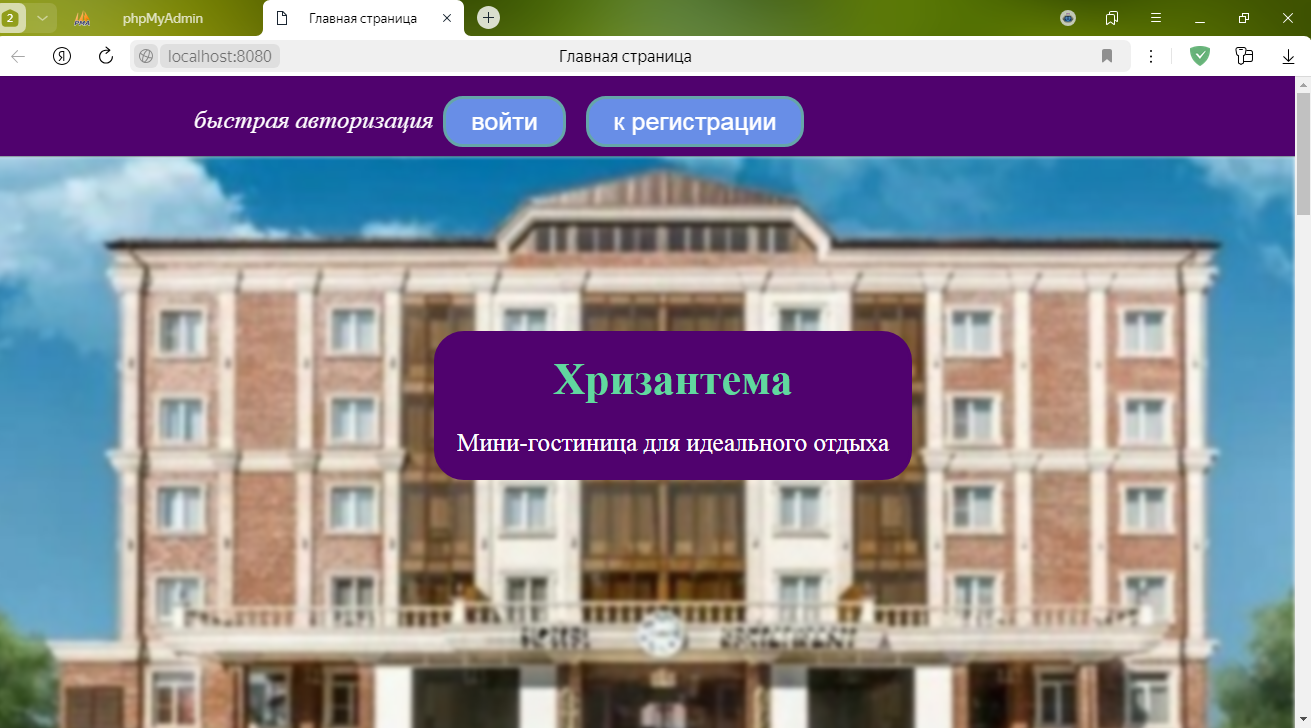 2 phpMyAdmin Главная страница
Я localhost:8080 Главная страница
быстрая авторизация войти к регистрации
Хризантема
Мини-гостиница для идеального отдыха